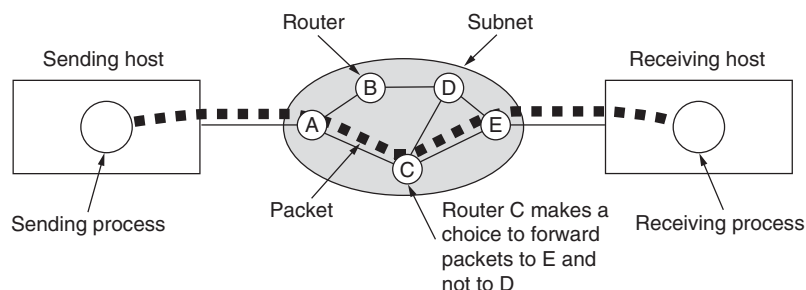 Router
Subnet
Sending host
Receiving host
B
D
A
E
C
Packet
Sending process
Router C makes a
choice to forward
packets to E and
not to D
Receiving process